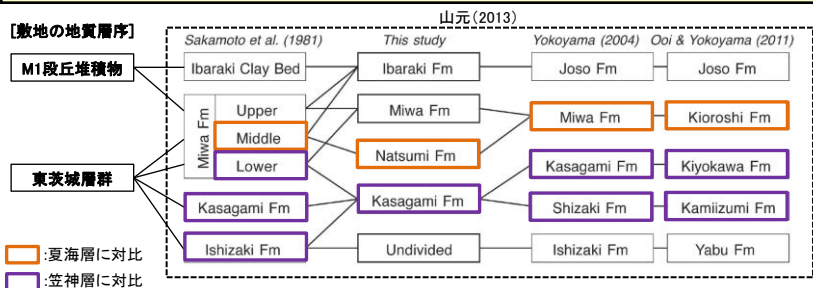 山元(2013)
[敷地の地質層序]
Sakamoto et al. (1981) This study Yokoyama (2004) Ooi & Yokoyama (2011)
M1段丘堆積物 Ibaraki Clay Bed Ibaraki Fm Joso Fm Joso Fm
Miwa Fm
Upper Miwa Fm Miwa Fm Kioroshi Fm
Middle Natsumi Fm
Lower Kasagami Fm Kiyokawa Fm
東茨城層群
Kasagami Fm Kasagami Fm Shizaki Fm Kamiizumi Fm
Ishizaki Fm Undivided Ishizaki Fm Yabu Fm
:夏海層に対比
:笠神層に対比